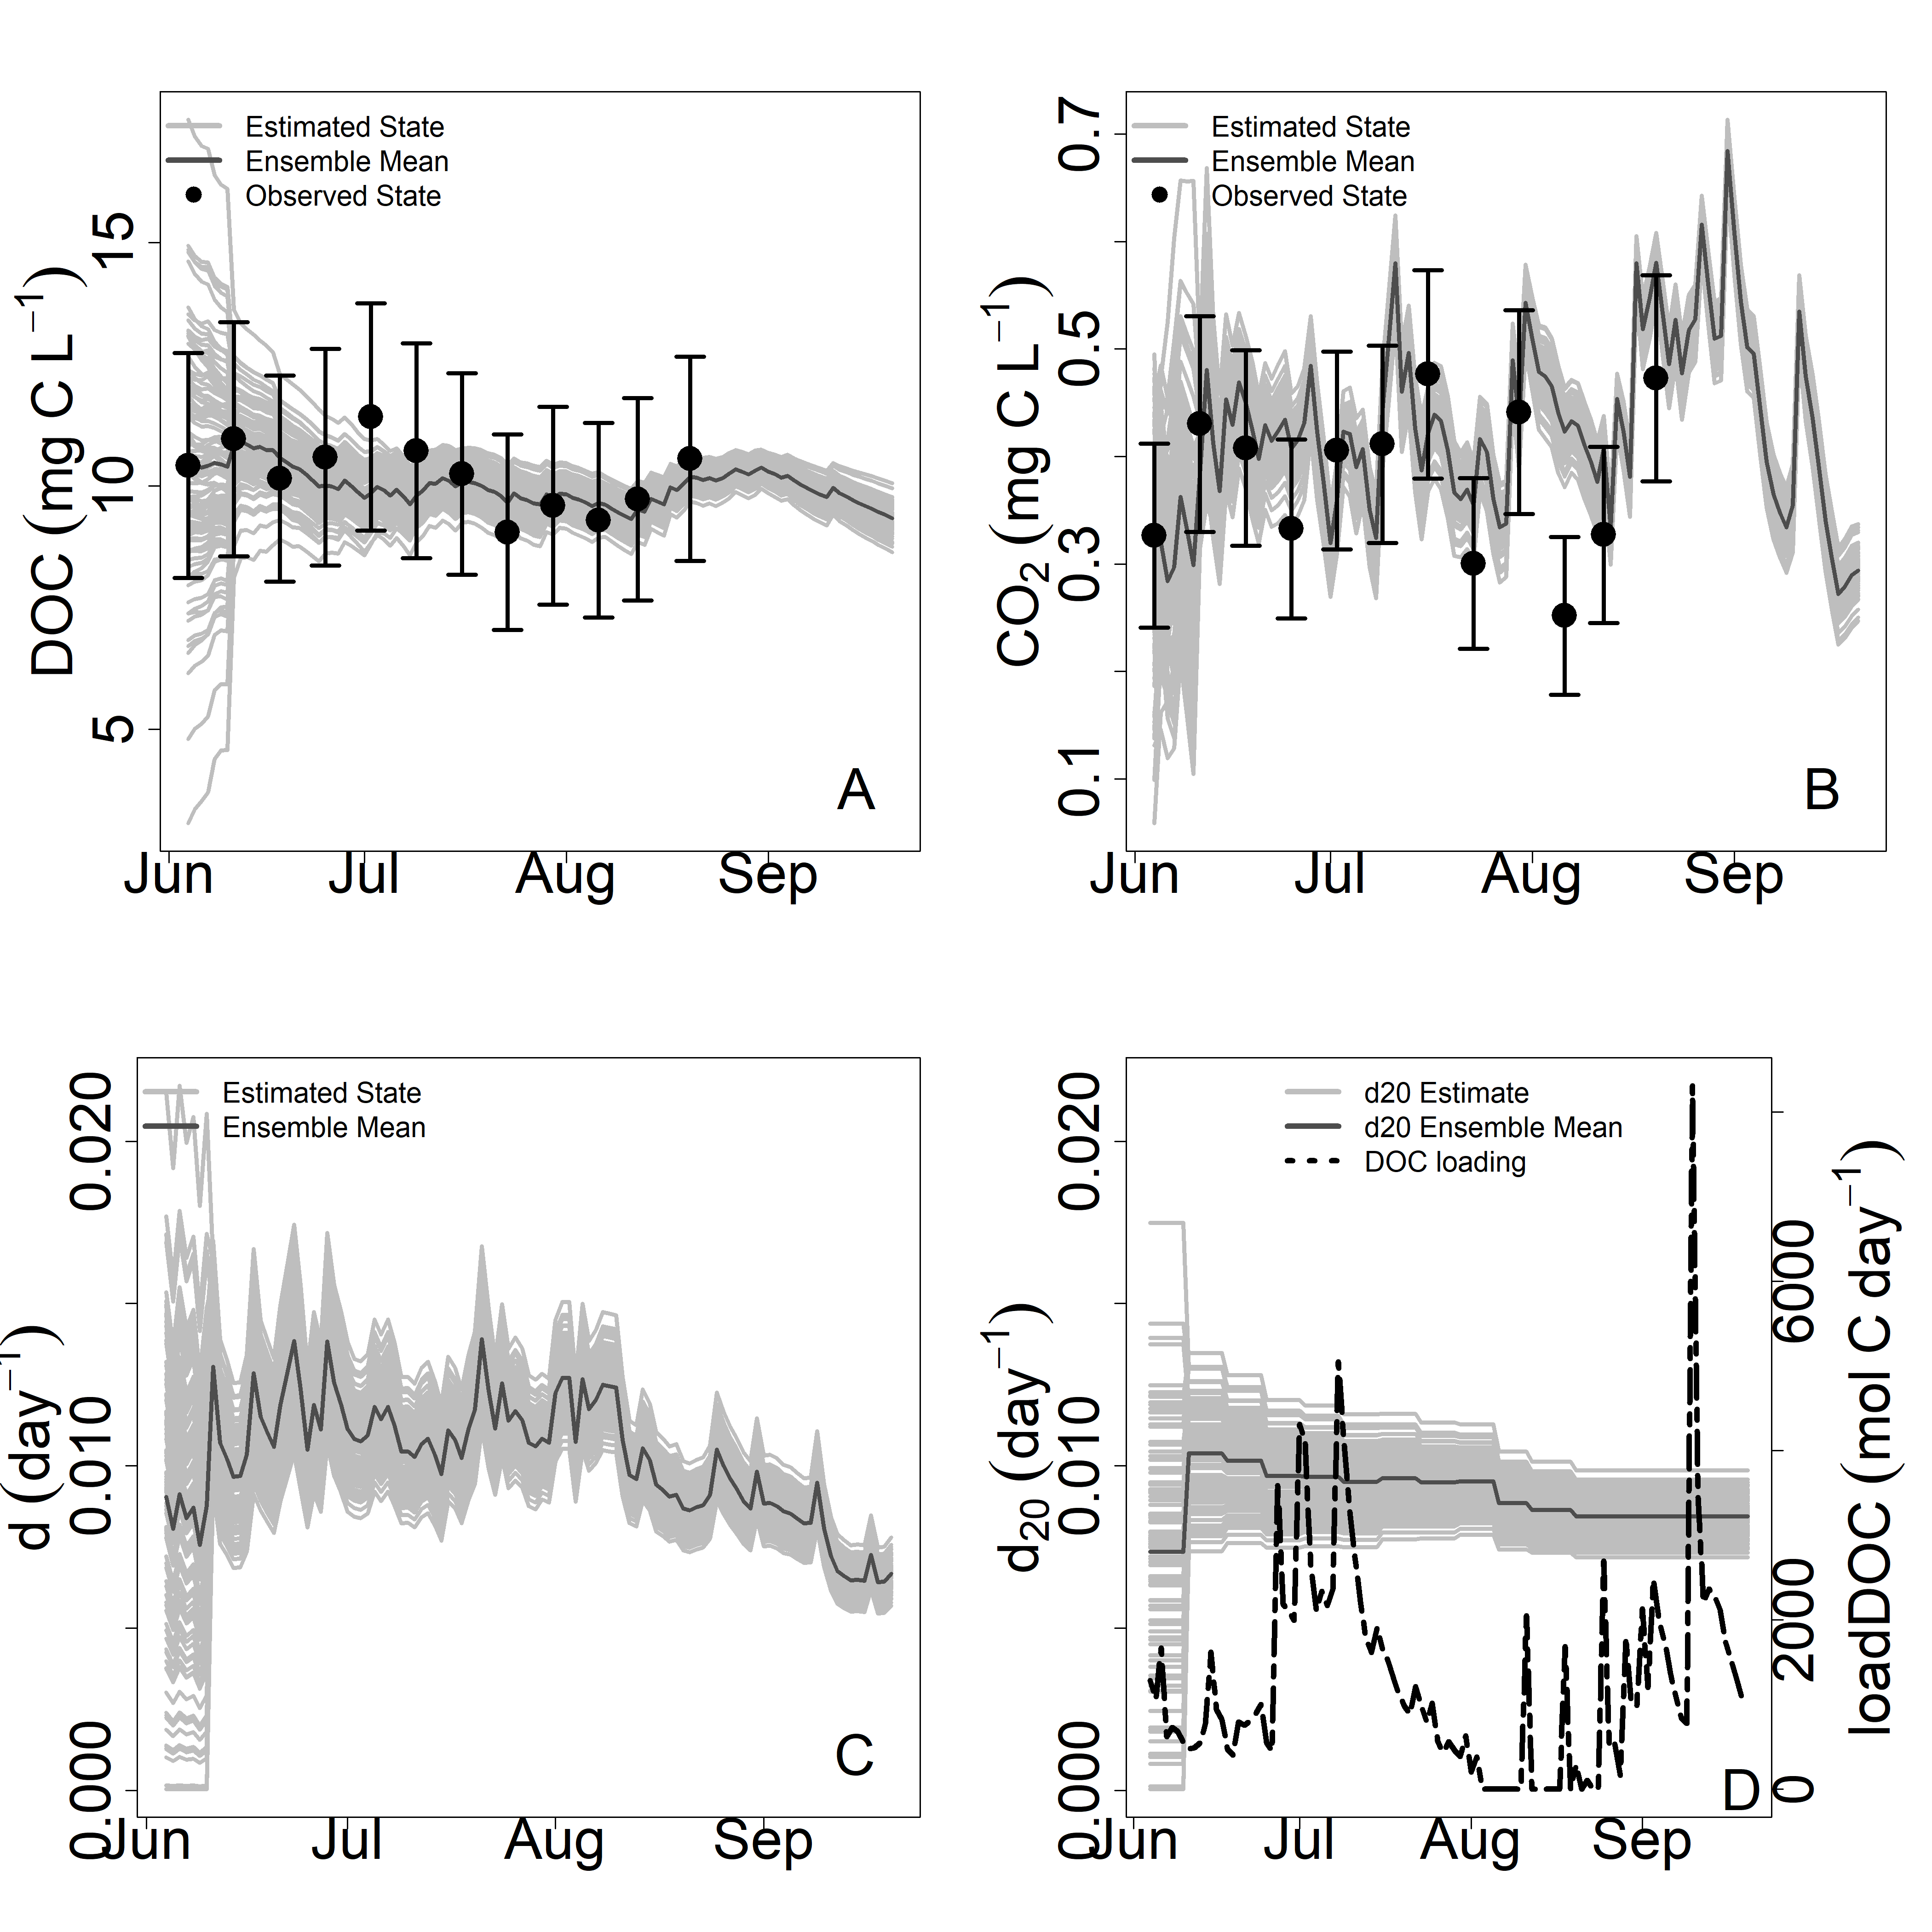 Estimated State
Ensemble Mean
Observed State
DOC (mg C L⁻¹)
15
10
5
A
Jun Jul Aug Sep
Estimated State
Ensemble Mean
Observed State
CO₂ (mg C L⁻¹)
0.7
0.5
0.3
0.1
B
Jun Jul Aug Sep
Estimated State
Ensemble Mean
d (day⁻¹)
0.020
0.010
0.000
C
Jun Jul Aug Sep
d20 Estimate
d20 Ensemble Mean
DOC loading
d₂₀ (day⁻¹)
0.020
0.010
0.000
loadDOC (mol C day⁻¹)
6000
2000
0
D
Jun Jul Aug Sep